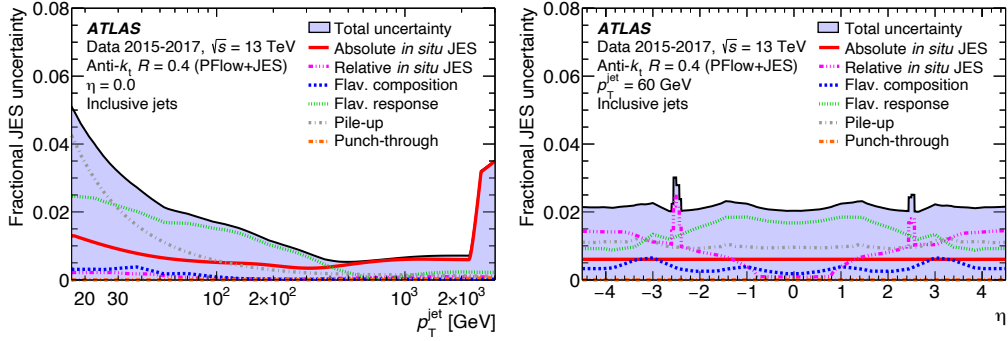 ATLAS
Data 2015-2017, √s = 13 TeV
Anti-kt R = 0.4 (PFlow+JES)
η = 0.0
Inclusive jets
Total uncertainty
Absolute in situ JES
Relative in situ JES
Flav. composition
Flav. response
Pile-up
Punch-through
Fractional JES uncertainty
0.08
0.06
0.04
0.02
0
20 30 10² 2×10² 10³ 2×10³
pTjet [GeV]
ATLAS
Data 2015-2017, √s = 13 TeV
Anti-kt R = 0.4 (PFlow+JES)
pTjet = 60 GeV
Inclusive jets
Total uncertainty
Absolute in situ JES
Relative in situ JES
Flav. composition
Flav. response
Pile-up
Punch-through
Fractional JES uncertainty
0.08
0.06
0.04
0.02
0
−4 −3 −2 −1 0 1 2 3 4
η